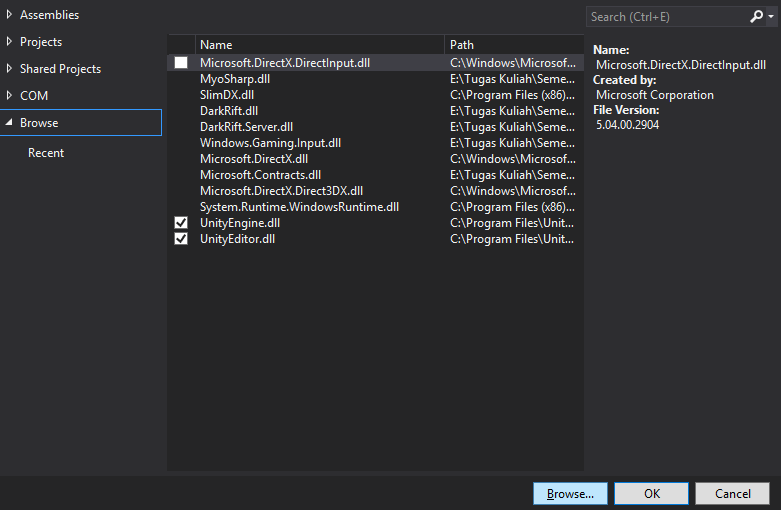 Assemblies
Projects
Shared Projects
COM
Browse
Recent
Name Path
Microsoft.DirectX.DirectInput.dll C:\Windows\Microsof...
MyoSharp.dll E:\Tugas Kuliah\Seme...
SlimDX.dll C:\Program Files (x86)...
DarkRift.dll E:\Tugas Kuliah\Seme...
DarkRift.Server.dll E:\Tugas Kuliah\Seme...
Windows.Gaming.Input.dll E:\Tugas Kuliah\Seme...
Microsoft.DirectX.dll C:\Windows\Microsof...
Microsoft.Contracts.dll E:\Tugas Kuliah\Seme...
Microsoft.DirectX.Direct3DX.dll C:\Windows\Microsof...
System.Runtime.WindowsRuntime.dll C:\Program Files (x86)...
UnityEngine.dll C:\Program Files\Unit...
UnityEditor.dll C:\Program Files\Unit...
Search (Ctrl+E)
Name:
Microsoft.DirectX.DirectInput.dll
Created by:
Microsoft Corporation
File Version:
5.04.00.2904
Browse... OK Cancel